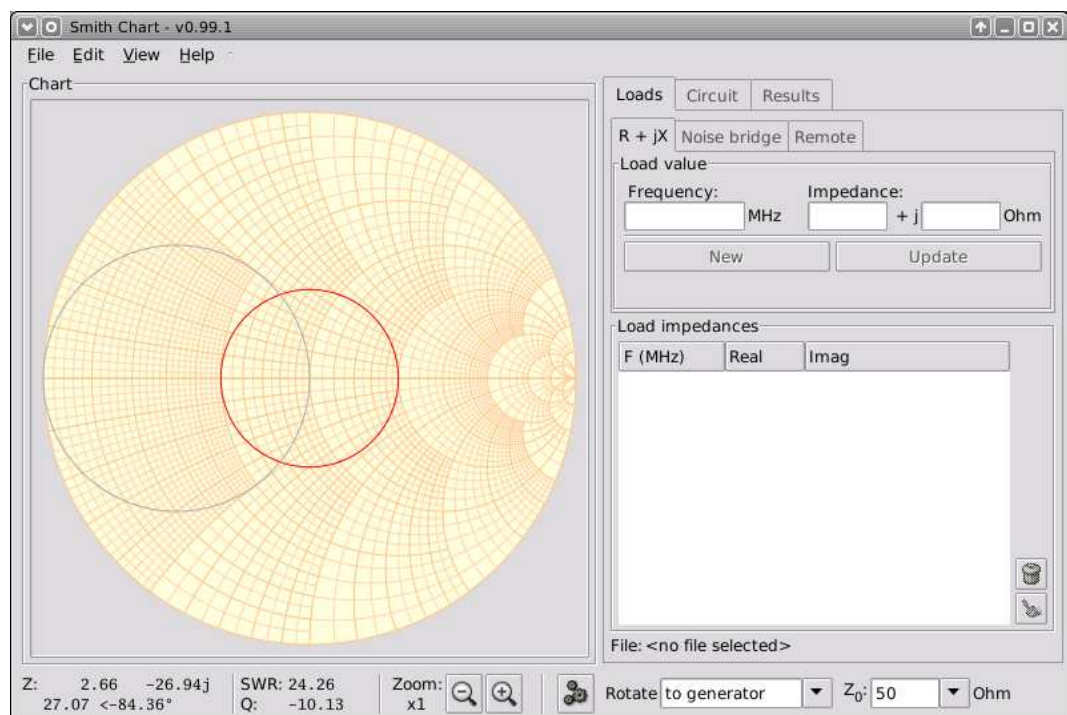 Smith Chart - v0.99.1
File Edit View Help
Chart
Loads Circuit Results
R + jX Noise bridge Remote
Load value
Frequency: Impedance:
MHz + j Ohm
New Update
Load impedances
F (MHz) Real Imag
File: <no file selected>
Z: 2.66 -26.94j
27.07 <-84.36°
SWR: 24.26
Q: -10.13
Zoom:
x1
Rotate to generator Z0: 50 Ohm